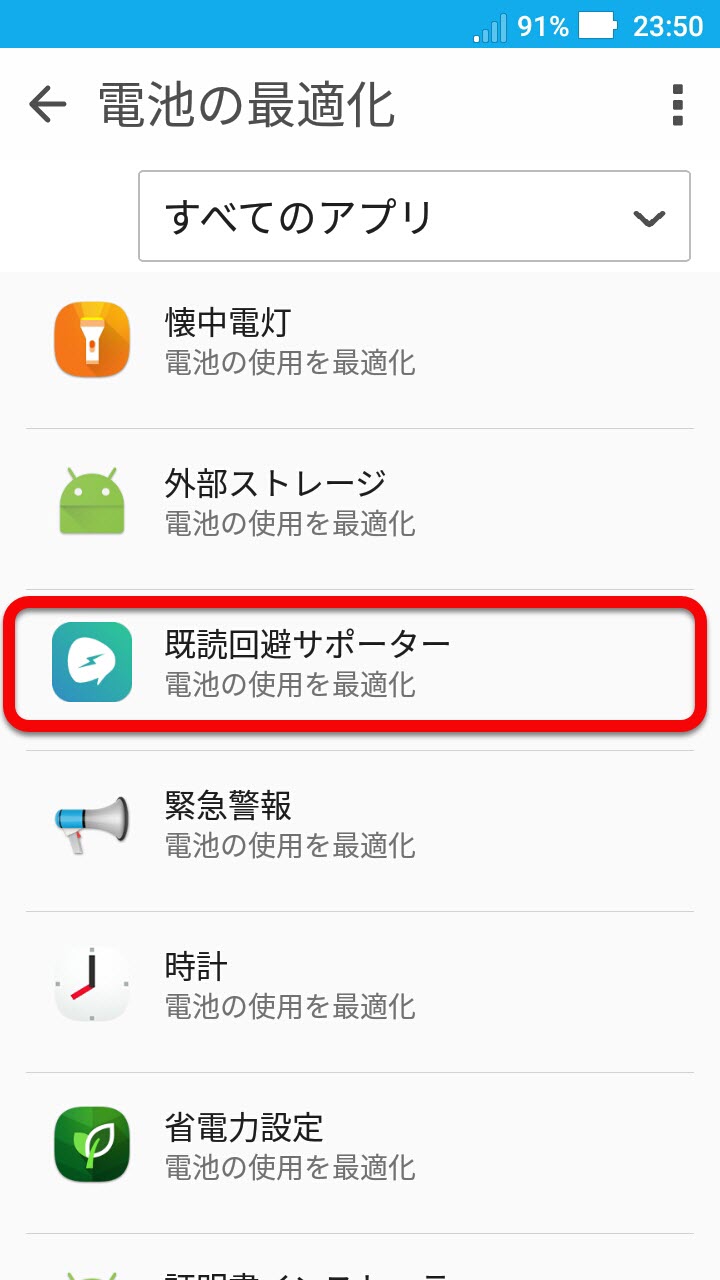 91% 23:50
電池の最適化
すべてのアプリ
懐中電灯
電池の使用を最適化
外部ストレージ
電池の使用を最適化
既読回避サポーター
電池の使用を最適化
緊急警報
電池の使用を最適化
時計
電池の使用を最適化
省電力設定
電池の使用を最適化